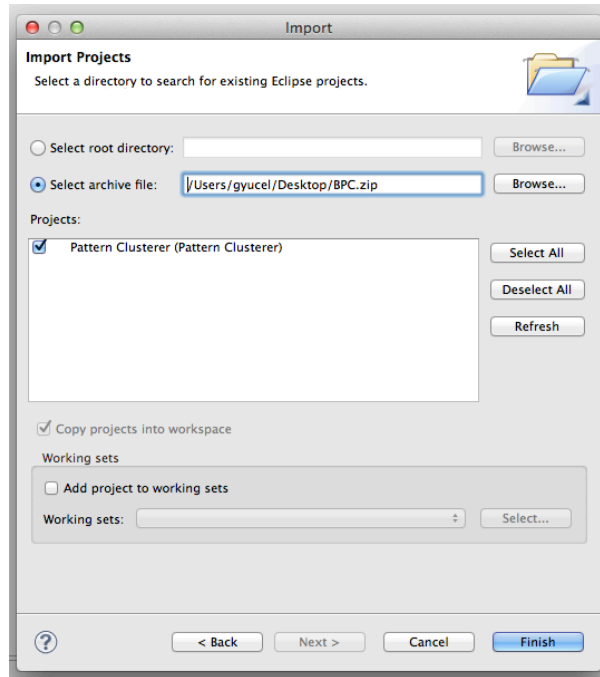 Import
Import Projects
Select a directory to search for existing Eclipse projects.
Select root directory: Browse...
Select archive file: /Users/gyucel/Desktop/BPC.zip Browse...
Projects:
Pattern Clusterer (Pattern Clusterer)
Select All
Deselect All
Refresh
Copy projects into workspace
Working sets
Add project to working sets
Working sets: Select...
? < Back Next > Cancel Finish